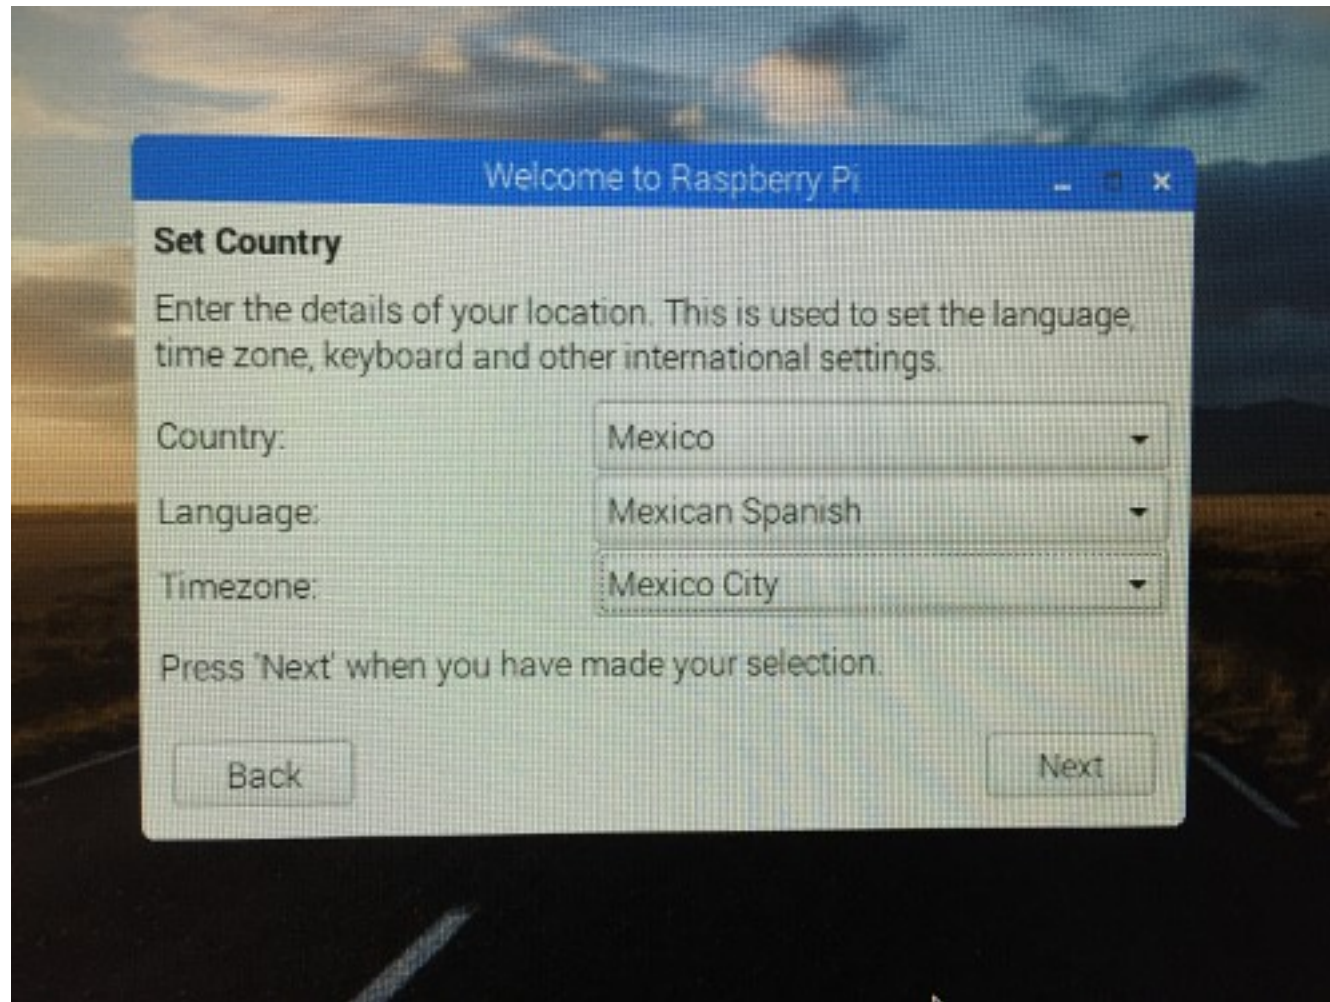 Welcome to Raspberry Pi
Set Country
Enter the details of your location. This is used to set the language,
time zone, keyboard and other international settings.
Country: Mexico
Language: Mexican Spanish
Timezone: Mexico City
Press 'Next' when you have made your selection.
Back Next